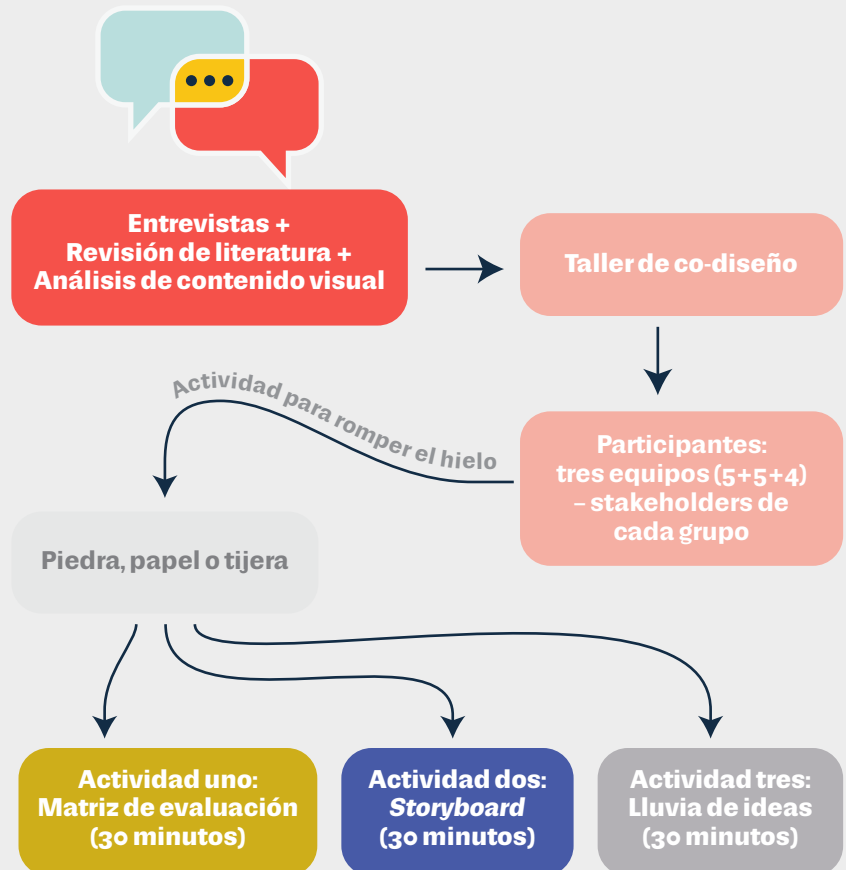 Entrevistas +
Revisión de literatura +
Análisis de contenido visual
Taller de co-diseño
Participantes:
tres equipos (5+5+4)
– stakeholders de
cada grupo
Actividad para romper el hielo
Piedra, papel o tijera
Actividad uno:
Matriz de evaluación
(30 minutos)
Actividad dos:
Storyboard
(30 minutos)
Actividad tres:
Lluvia de ideas
(30 minutos)